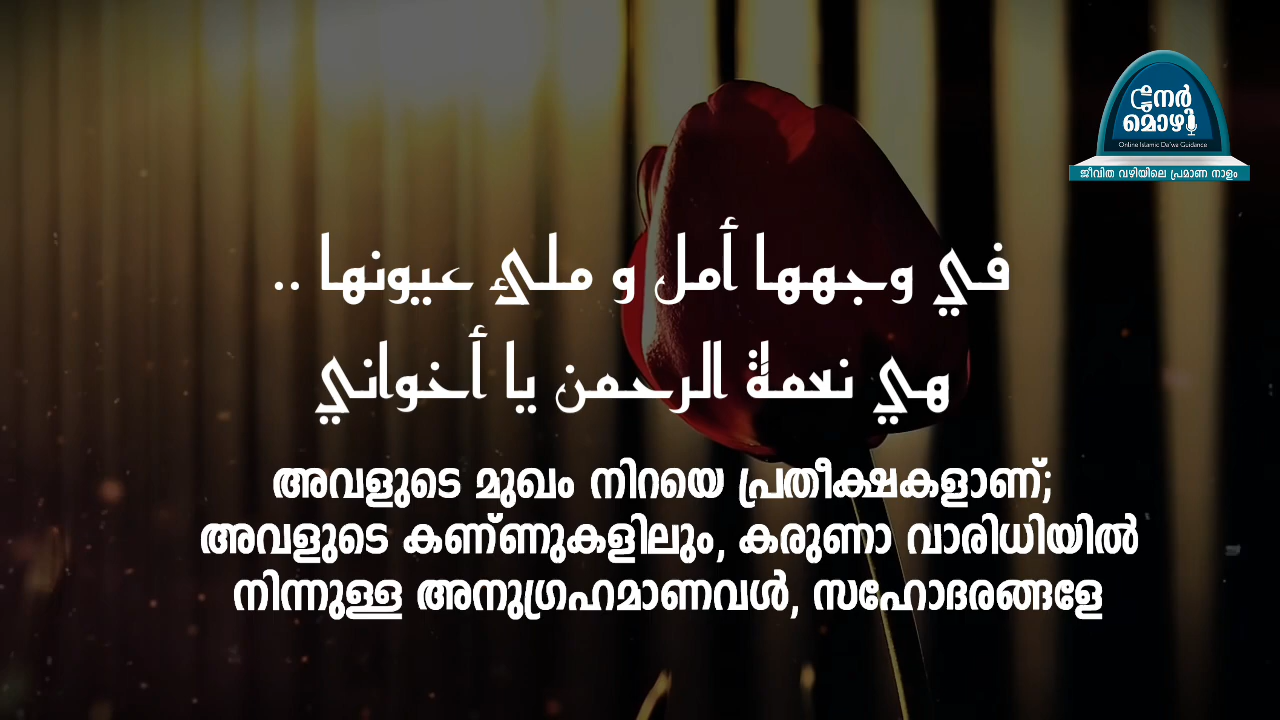 നേർ
മൊഴി
Online Islamic Da'wa Guidance
ജീവിത വഴിയിലെ പ്രമാണ നാളം
في وجهها أمل و ملئ عيونها ..
هي نعمة الرحمن يا أخواني
അവളുടെ മുഖം നിറയെ പ്രതീക്ഷകളാണ്;
അവളുടെ കണ്ണുകളിലും, കരുണാ വാരിധിയിൽ
നിന്നുള്ള അനുഗ്രഹമാണവൾ, സഹോദരങ്ങളേ